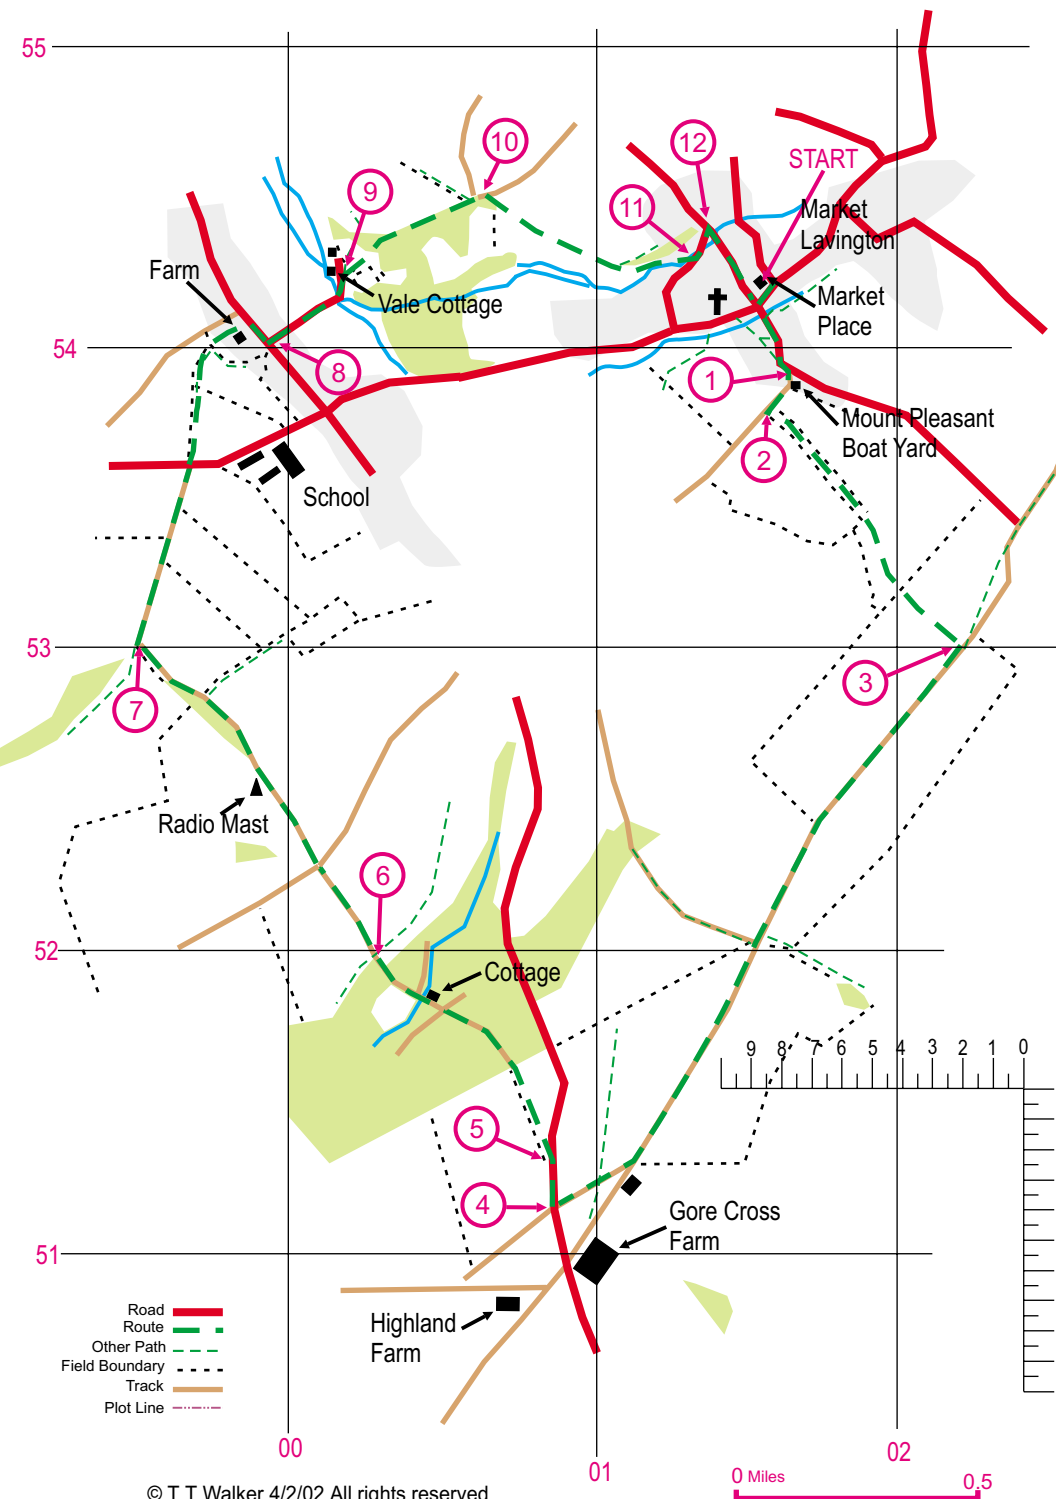 55
10
12
START
9
11
Market
Lavington
Farm
Vale Cottage
Market
Place
54
8
1
Mount Pleasant
Boat Yard
2
School
53
3
7
Radio Mast
6
52
Cottage
9 8 7 6 5 4 3 2 1 0
5
4
Gore Cross
Farm
51
Highland
Farm
Road
Route
Other Path
Field Boundary
Track
Plot Line
00
01
02
0 Miles
0.5
© T T Walker 4/2/02 All rights reserved